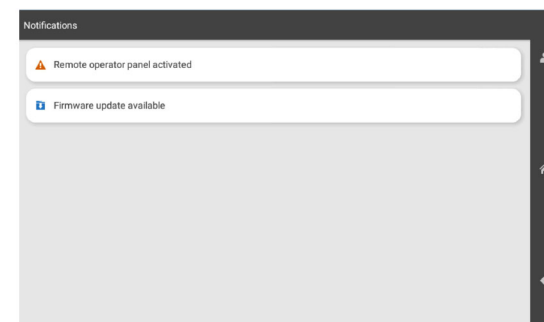 Notifications
Remote operator panel activated
Firmware update available